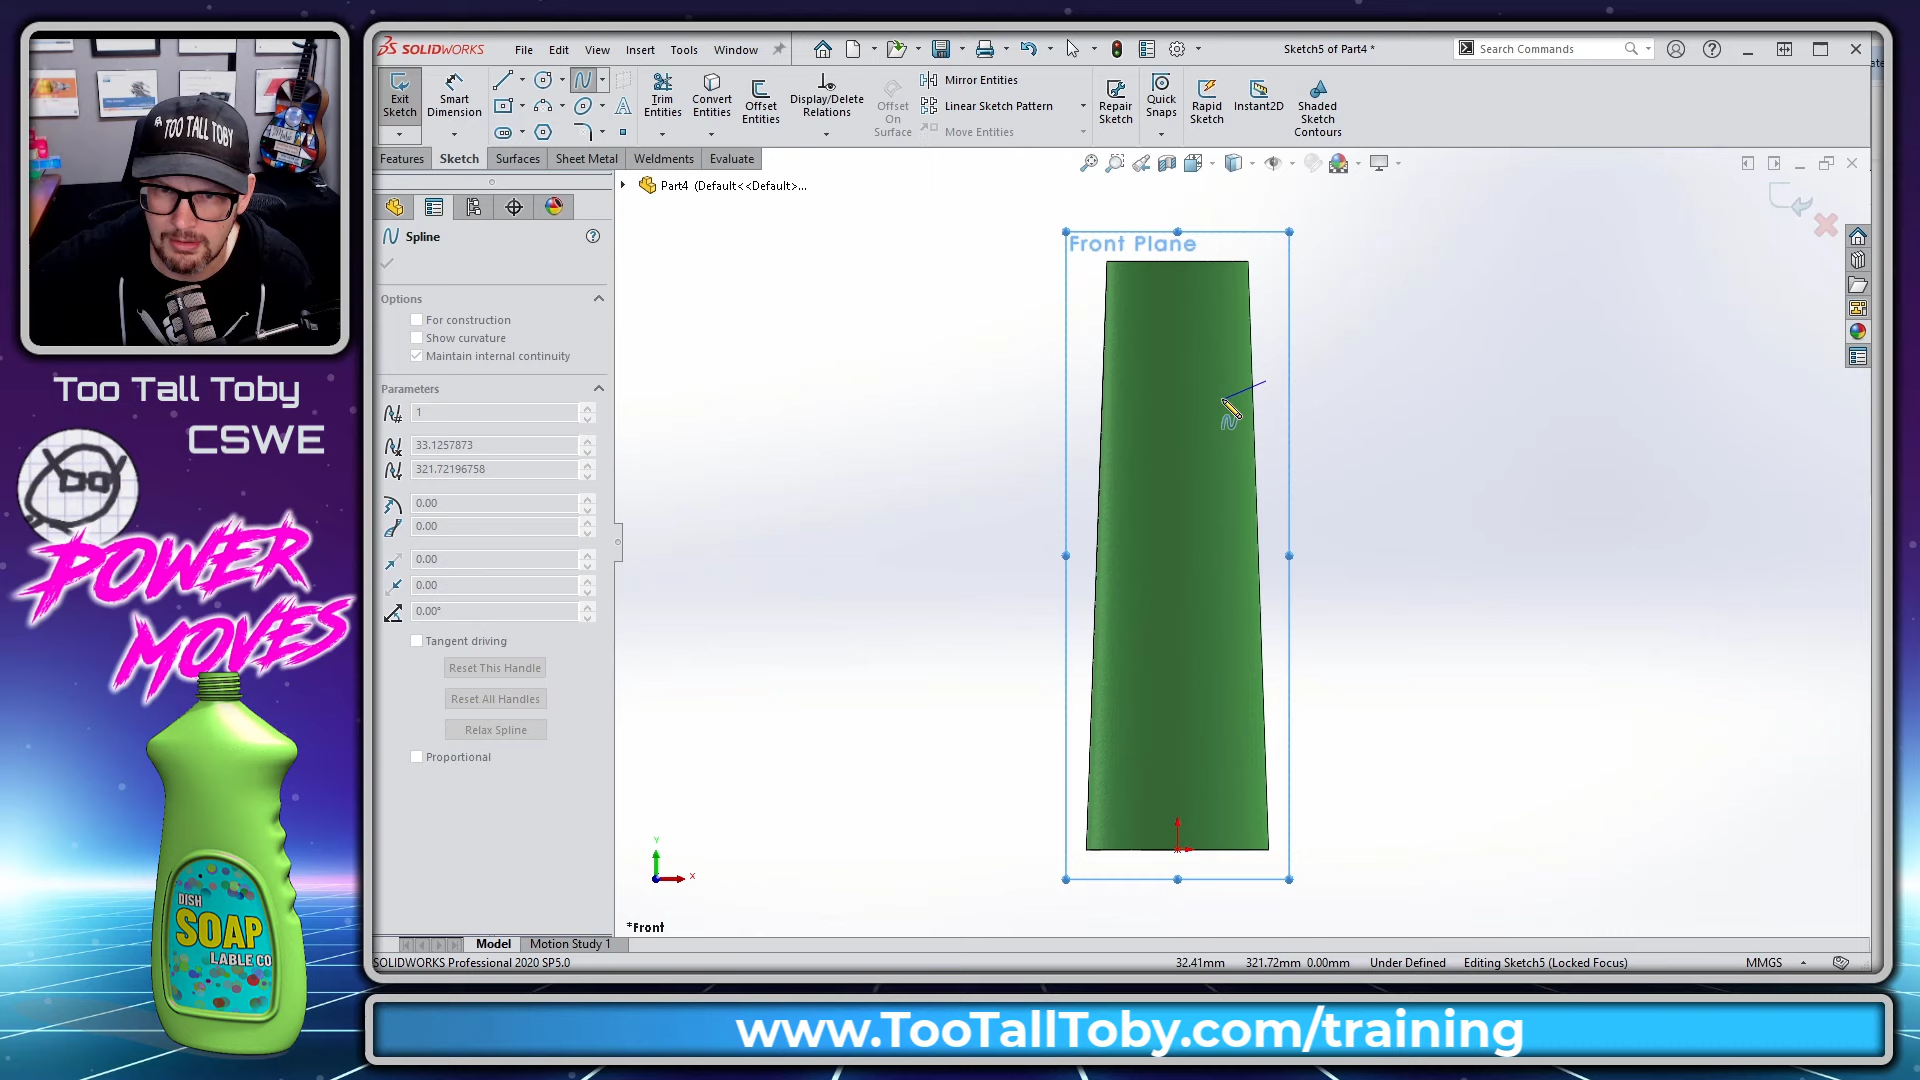 TOO TALL TOBY
SOLIDWORKS
File
Edit
View
Insert
Tools
Window
Sketch5 of Part4 *
Search Commands
Exit Sketch
Smart Dimension
Trim Entities
Convert Entities
Offset Entities
Display/Delete Relations
Offset On Surface
Mirror Entities
Linear Sketch Pattern
Move Entities
Repair Sketch
Quick Snaps
Rapid Sketch
Instant2D
Shaded Sketch Contours
Features
Sketch
Surfaces
Sheet Metal
Weldments
Evaluate
Part4 (Default<<Default>...
Spline
Options
For construction
Show curvature
Maintain internal continuity
Parameters
1
33.1257873
321.72196758
0.00
0.00
0.00
0.00
0.00°
Tangent driving
Reset This Handle
Reset All Handles
Relax Spline
Proportional
Front Plane
Y
X
*Front
Model
Motion Study 1
SOLIDWORKS Professional 2020 SP5.0
32.41mm
321.72mm
0.00mm
Under Defined
Editing Sketch5 (Locked Focus)
MMGS
Too Tall Toby
CSWE
POWER
MOVES
DISH
SOAP
LABLE CO
www.TooTallToby.com/training